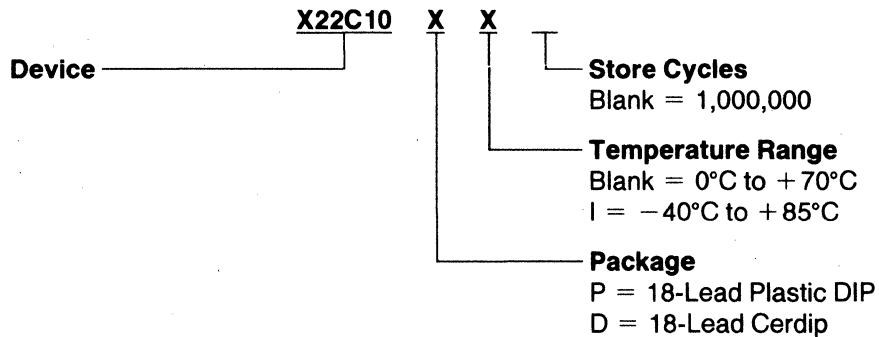 X22C10 X X
Device
Store Cycles
Blank = 1,000,000
Temperature Range
Blank = 0°C to +70°C
I = −40°C to +85°C
Package
P = 18-Lead Plastic DIP
D = 18-Lead Cerdip